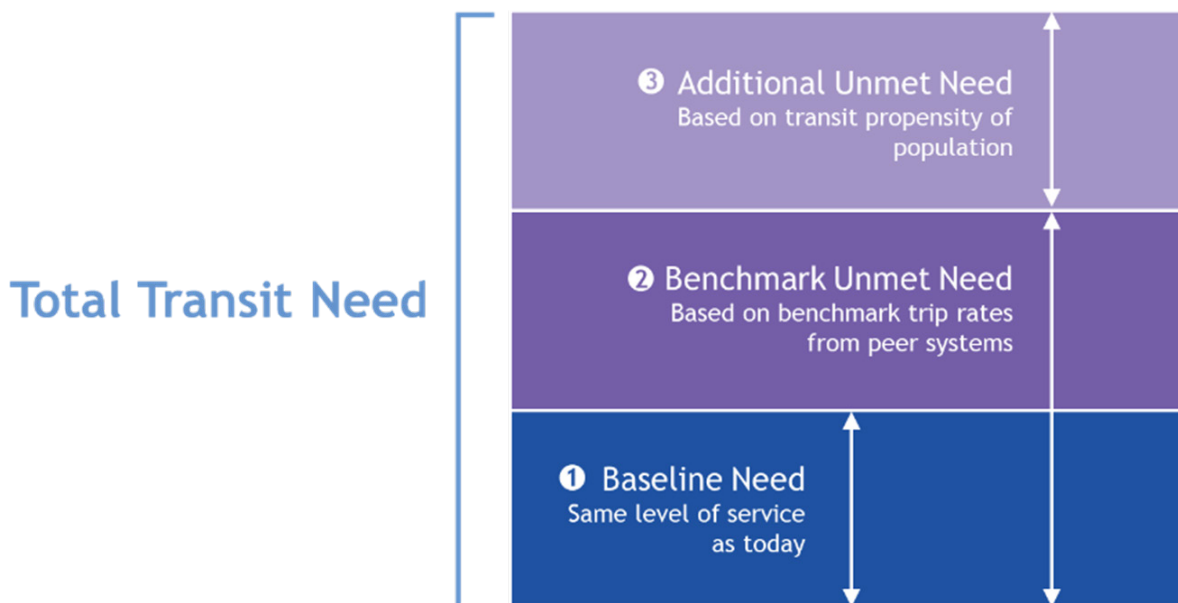 Total Transit Need
❸ Additional Unmet Need
Based on transit propensity of
population
❷ Benchmark Unmet Need
Based on benchmark trip rates
from peer systems
❶ Baseline Need
Same level of service
as today